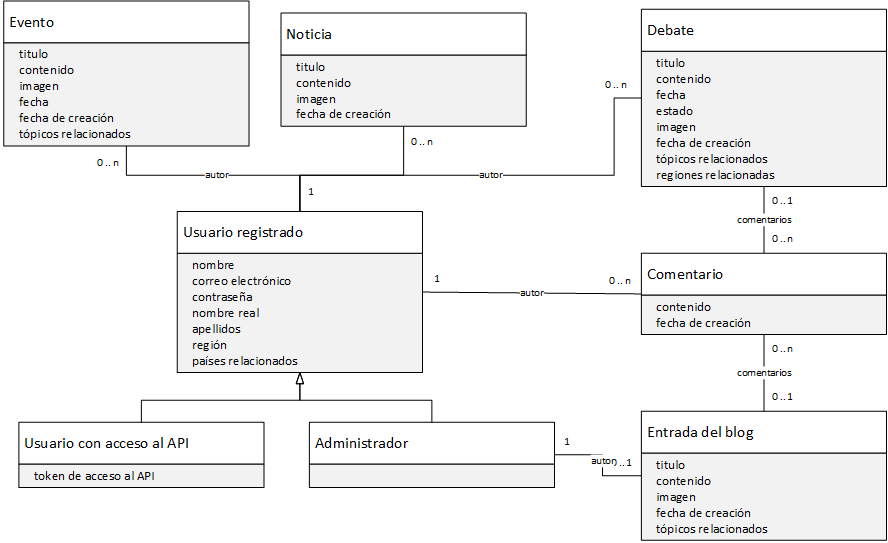 Evento
titulo
contenido
imagen
fecha
fecha de creación
tópicos relacionados
Noticia
titulo
contenido
imagen
fecha de creación
Debate
titulo
contenido
fecha
estado
imagen
fecha de creación
tópicos relacionados
regiones relacionadas
0 .. n
0 .. n
0 .. n
autor
autor
1
0 .. 1
comentarios
0 .. n
Usuario registrado
nombre
correo electrónico
contraseña
nombre real
apellidos
región
países relacionados
1
autor
0 .. n
Comentario
contenido
fecha de creación
0 .. n
comentarios
0 .. 1
Usuario con acceso al API
token de acceso al API
Administrador
1
autor
0 .. 1
Entrada del blog
titulo
contenido
imagen
fecha de creación
tópicos relacionados